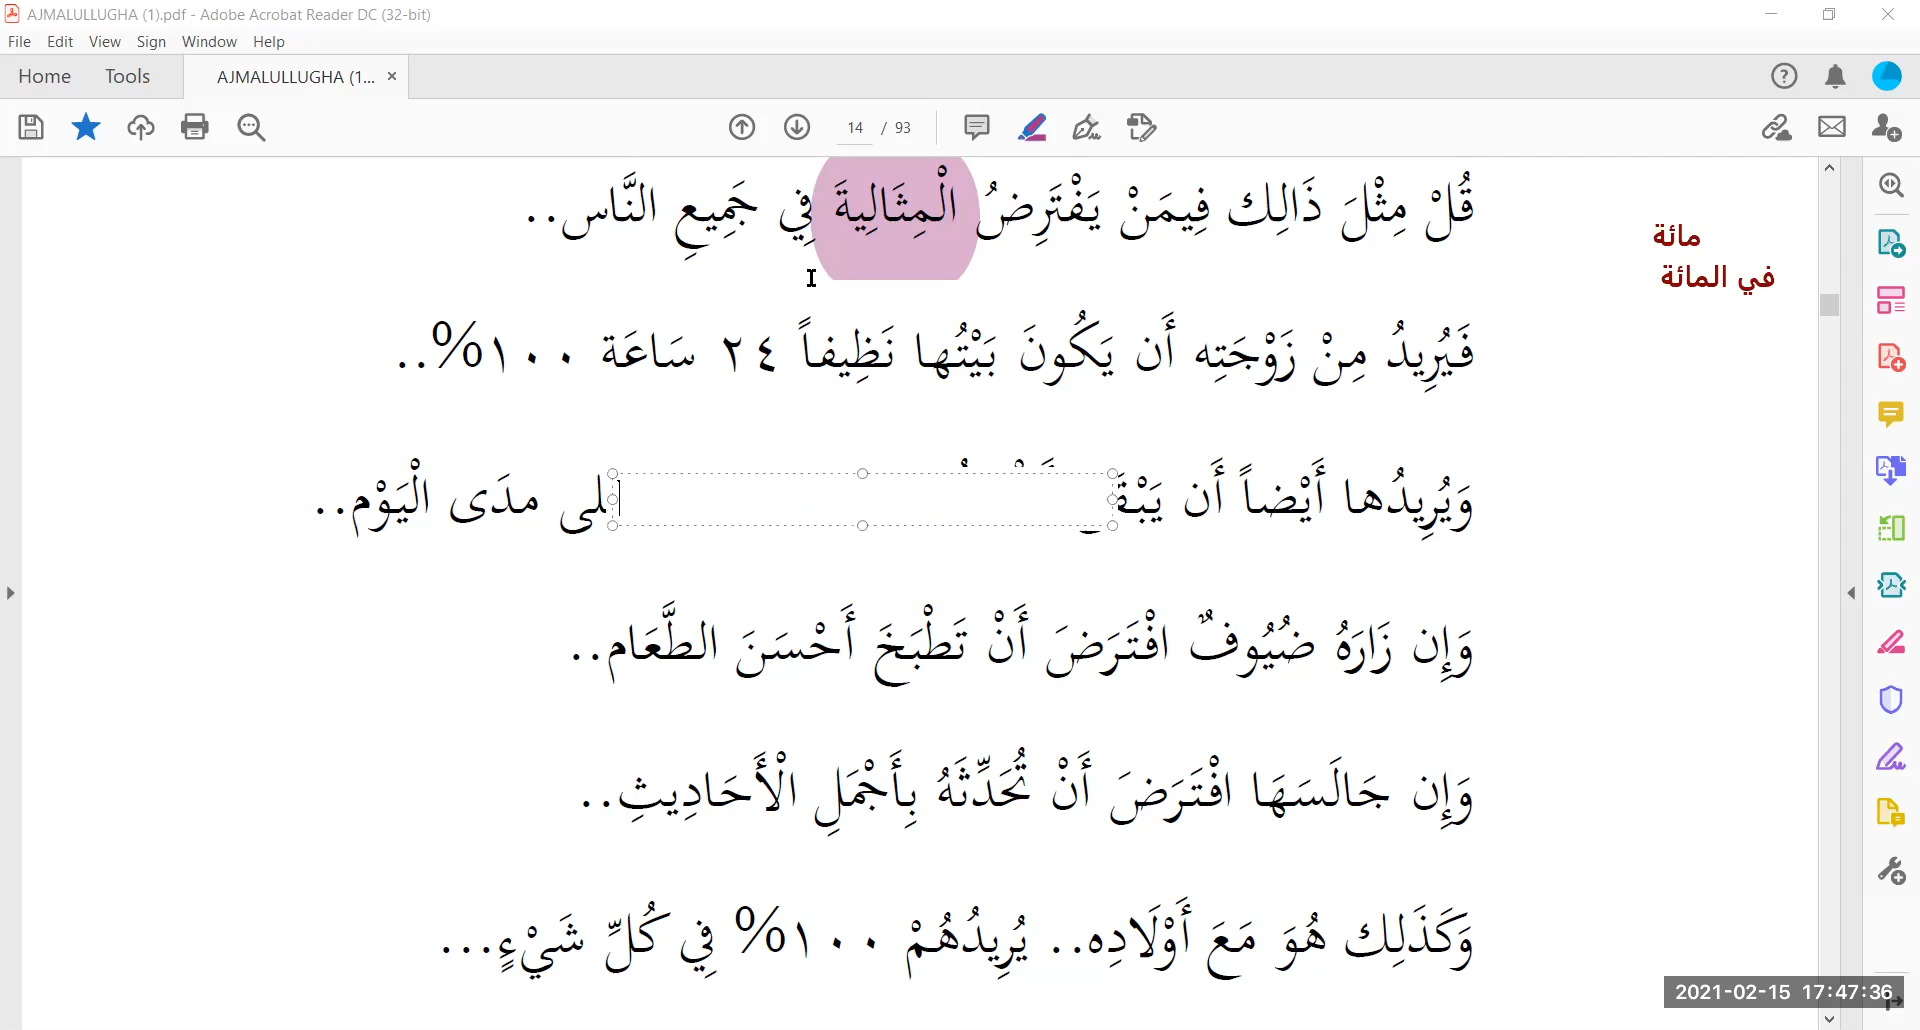 AJMALULLUGHA (1).pdf - Adobe Acrobat Reader DC (32-bit)
File Edit View Sign Window Help
Home Tools AJMALULLUGHA (1... ×
14 / 93
قُلْ مِثْلَ ذَالِك فِيمَنْ يَفْتَرِضُ الْمِثَالِيةَ فِي جَمِيعِ النَّاس..
مائة
في المائة
فَيُرِيدُ مِنْ زَوْجَتِه أَن يَكُونَ بَيْتُها نَظِيفاً ٢٤ سَاعَة ١٠٠%..
وَيُرِيدُها أَيْضاً أَن مدَى الْيَوْم..
وَإِن زَارَهُ ضُيُوفٌ افْتَرَضَ أَنْ تَطْبَخَ أَحْسَنَ الطَّعَام..
وَإِن جَالَسَهَا افْتَرَضَ أَنْ تُحَدِّثَهُ بِأَجْمَلِ الْأَحَادِيثِ..
وَكَذَلِك هُوَ مَعَ أَوْلَادِه.. يُرِيدُهُمْ ١٠٠% فِي كُلِّ شَيْءٍ...
2021-02-15 17:47:36